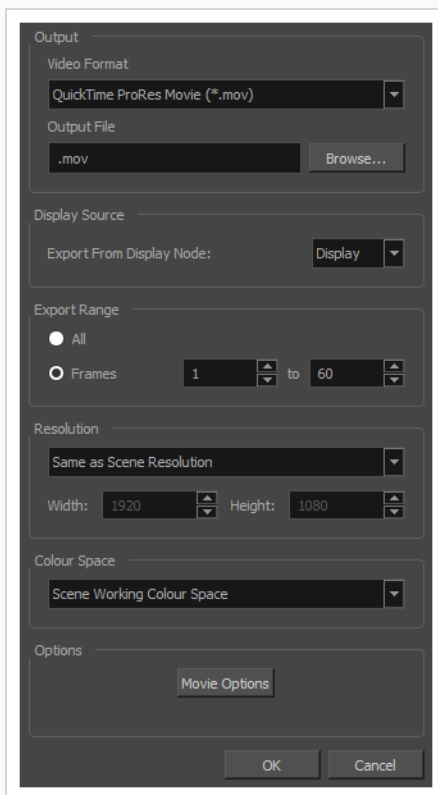 Output
Video Format
QuickTime ProRes Movie (*.mov)
Output File
.mov Browse...
Display Source
Export From Display Node: Display
Export Range
All
Frames 1 to 60
Resolution
Same as Scene Resolution
Width: 1920 Height: 1080
Colour Space
Scene Working Colour Space
Options
Movie Options
OK Cancel